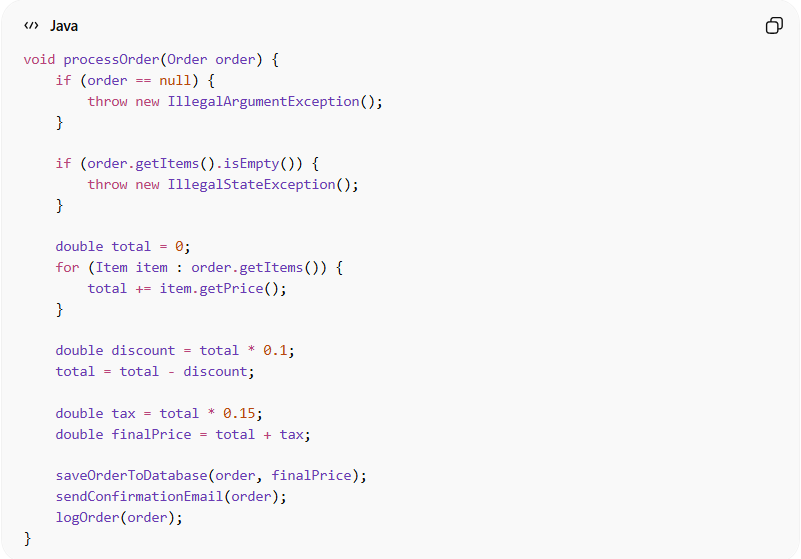 </> Java
void processOrder(Order order) {
    if (order == null) {
        throw new IllegalArgumentException();
    }

    if (order.getItems().isEmpty()) {
        throw new IllegalStateException();
    }

    double total = 0;
    for (Item item : order.getItems()) {
        total += item.getPrice();
    }

    double discount = total * 0.1;
    total = total - discount;

    double tax = total * 0.15;
    double finalPrice = total + tax;

    saveOrderToDatabase(order, finalPrice);
    sendConfirmationEmail(order);
    logOrder(order);
}